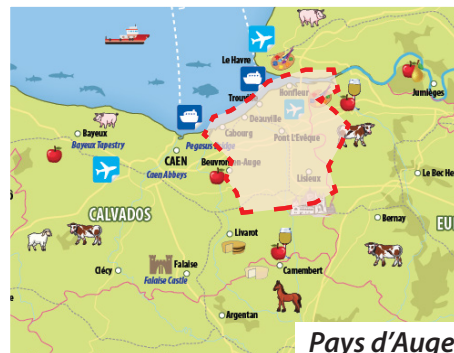 Le Havre
Trouville
Honfleur
Jumièges
Deauville
Bayeux
Bayeux Tapestry
Cabourg
Pegasus Bridge
Pont L'Evêque
CAEN
Caen Abbeys
Beuvron-en-Auge
Lisieux
Le Bec He
CALVADOS
Livarot
Bernay
EU
Clécy
Falaise
Falaise Castle
Camembert
Argentan
Pays d'Auge